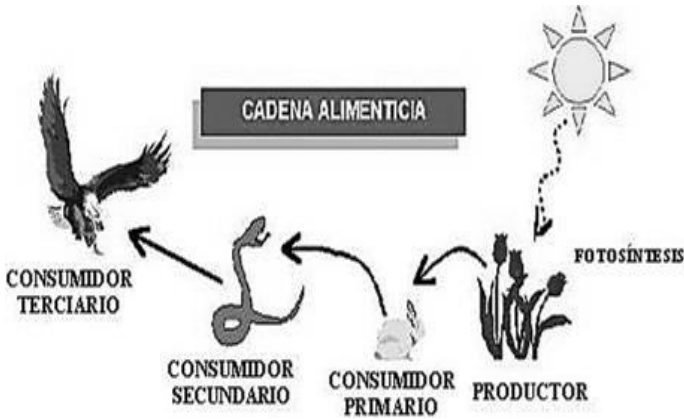 CADENA ALIMENTICIA
FOTOSÍNTESIS
CONSUMIDOR
TERCIARIO
CONSUMIDOR
SECUNDARIO
CONSUMIDOR
PRIMARIO
PRODUCTOR